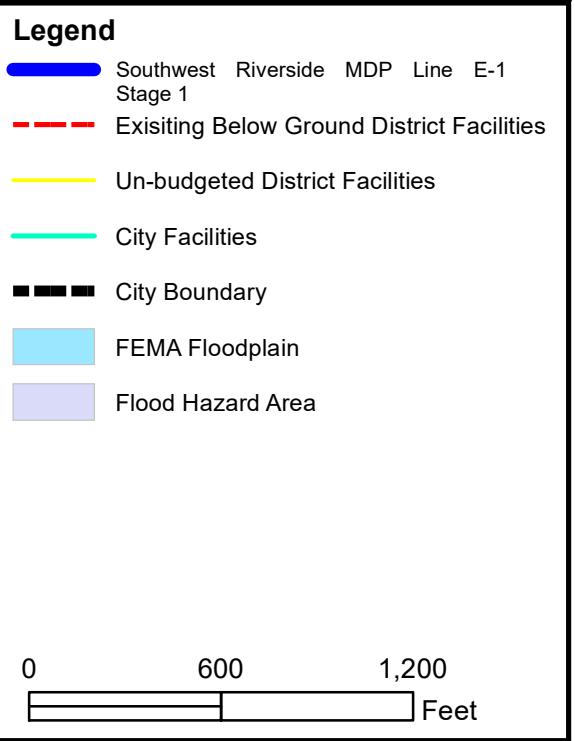 Legend
Southwest Riverside MDP Line E-1
Stage 1
Exisiting Below Ground District Facilities
Un-budgeted District Facilities
City Facilities
City Boundary
FEMA Floodplain
Flood Hazard Area
0 600 1,200
Feet